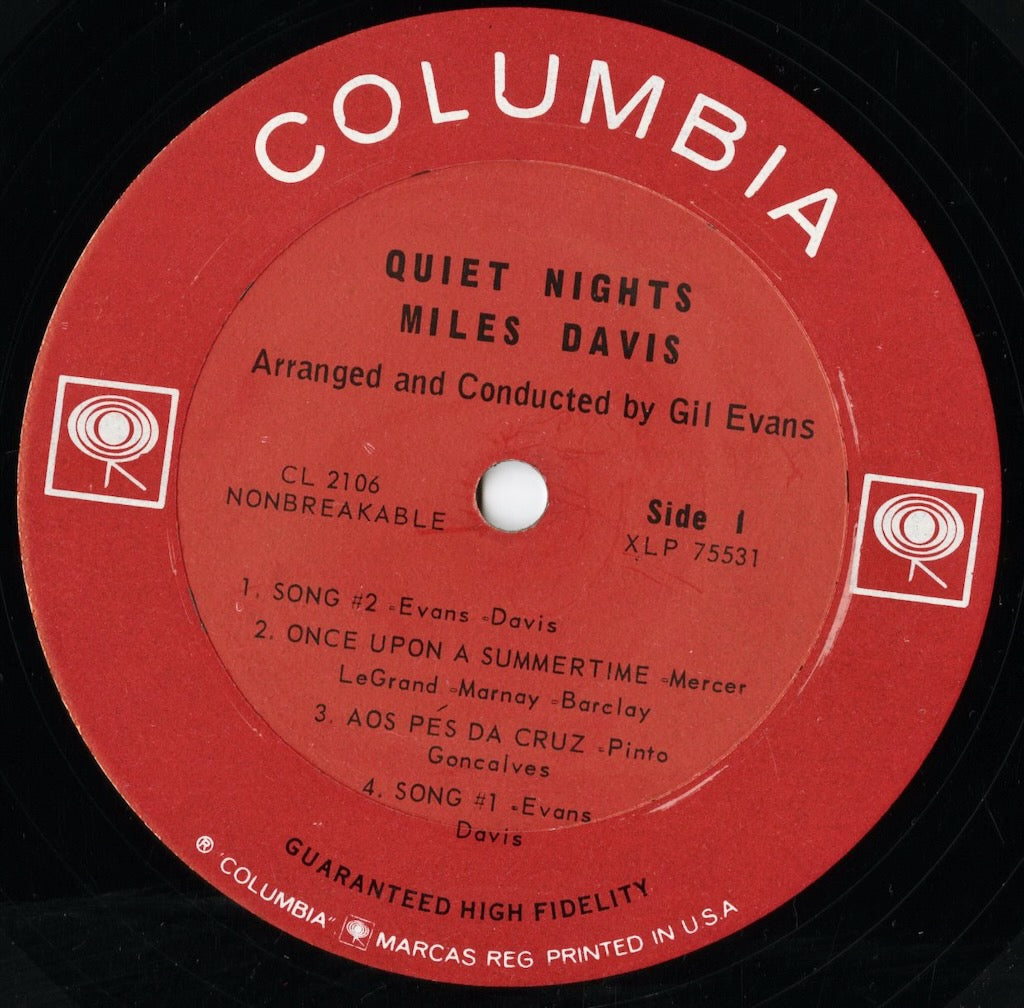 COLUMBIA
QUIET NIGHTS
MILES DAVIS
Arranged and Conducted by Gil Evans
CL 2106
NONBREAKABLE
Side 1
XLP 75531
1. SONG #2 -Evans -Davis
2. ONCE UPON A SUMMERTIME -Mercer
LeGrand -Marnay -Barclay
3. AOS PÉS DA CRUZ -Pinto
Goncalves
4. SONG #1 -Evans
Davis
GUARANTEED HIGH FIDELITY
® "COLUMBIA" MARCAS REG PRINTED IN U.S.A